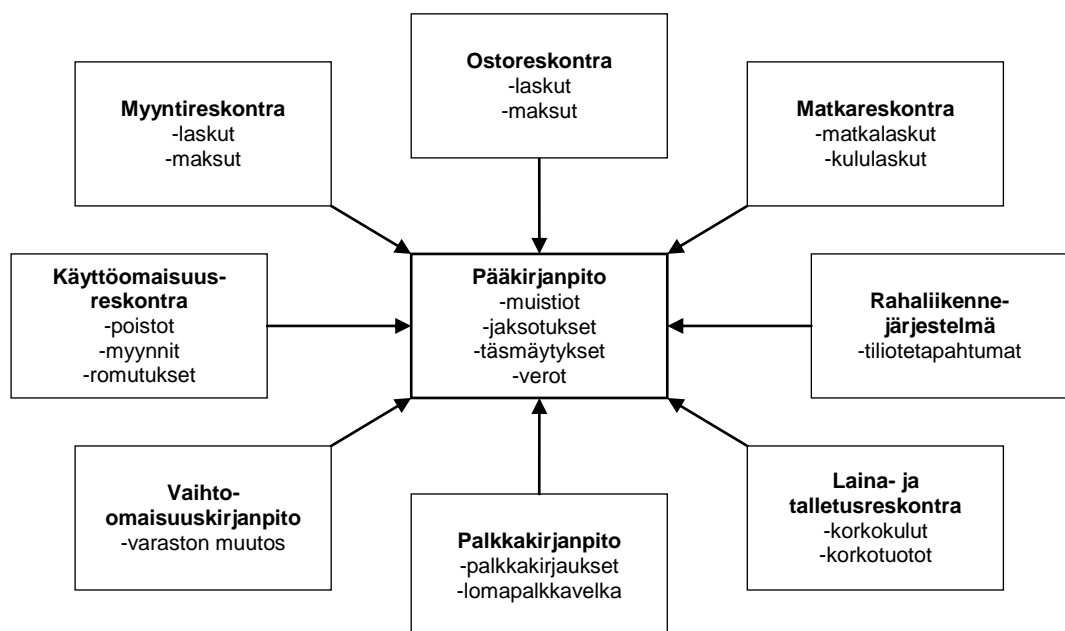 Ostoreskontra
-laskut
-maksut
Myyntireskontra
-laskut
-maksut
Matkareskontra
-matkalaskut
-kululaskut
Käyttöomaisuus-
reskontra
-poistot
-myynnit
-romutukset
Pääkirjanpito
-muistiot
-jaksotukset
-täsmäytykset
-verot
Rahaliikenne-
järjestelmä
-tiliotetapahtumat
Vaihto-
omaisuuskirjanpito
-varaston muutos
Palkkakirjanpito
-palkkakirjaukset
-lomapalkkavelka
Laina- ja
talletusreskontra
-korkokulut
-korkotuotot